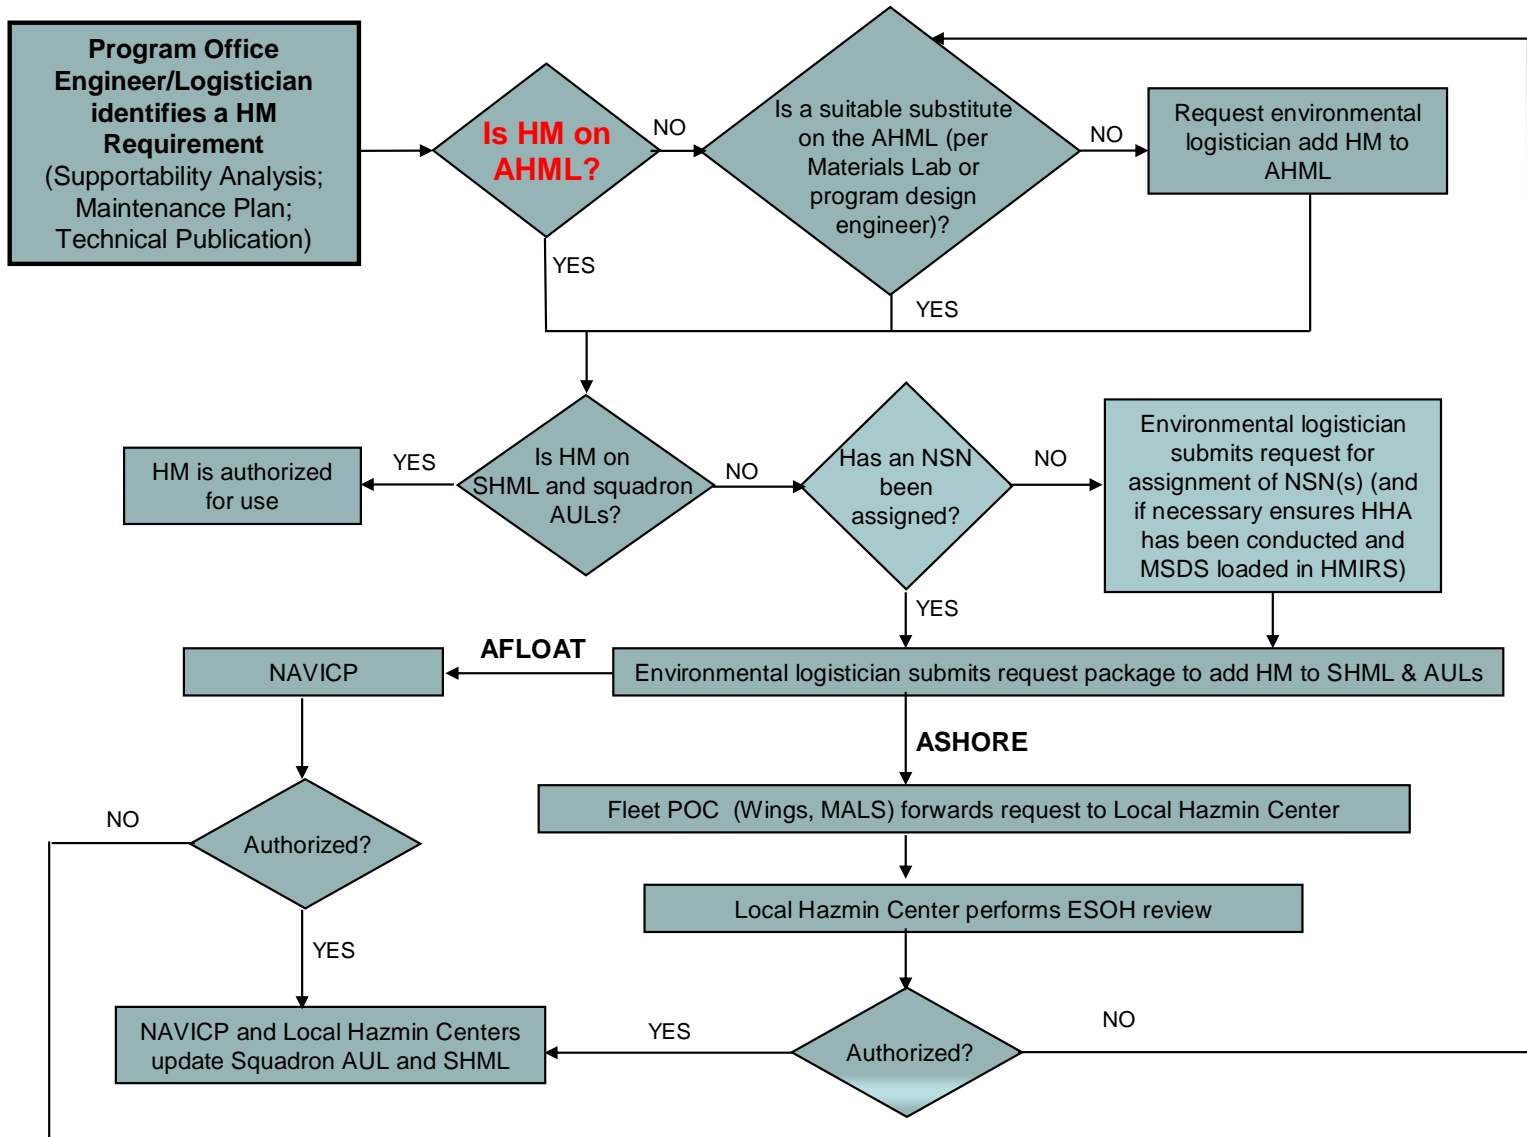 Program Office
Engineer/Logistician
identifies a HM
Requirement
(Supportability Analysis;
Maintenance Plan;
Technical Publication)
Is HM on
AHML?
NO
YES
Is a suitable substitute
on the AHML (per
Materials Lab or
program design
engineer)?
NO
YES
Request environmental
logistician add HM to
AHML
HM is authorized
for use
YES
Is HM on
SHML and squadron
AULs?
NO
Has an NSN
been
assigned?
NO
YES
Environmental logistician
submits request for
assignment of NSN(s) (and
if necessary ensures HHA
has been conducted and
MSDS loaded in HMIRS)
NAVICP
AFLOAT
Environmental logistician submits request package to add HM to SHML & AULs
ASHORE
Fleet POC (Wings, MALS) forwards request to Local Hazmin Center
NO
Authorized?
YES
Local Hazmin Center performs ESOH review
NAVICP and Local Hazmin Centers
update Squadron AUL and SHML
YES
Authorized?
NO